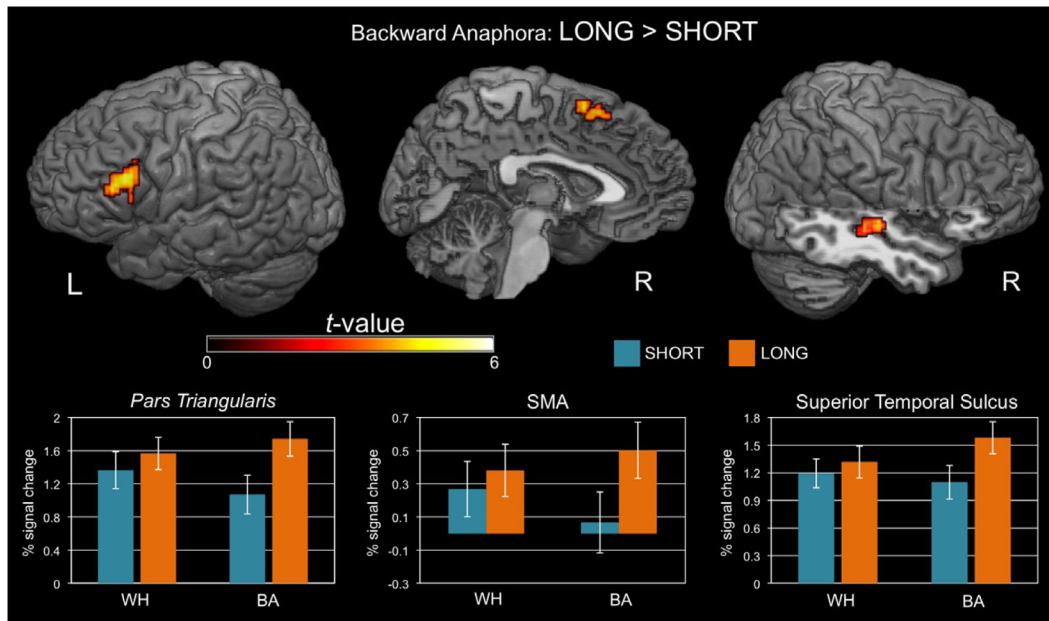 Backward Anaphora: LONG > SHORT
L
R
R
t-value
0
6
SHORT
LONG
Pars Triangularis
% signal change
2
1.6
1.2
0.8
0.4
0
WH
BA
SMA
% signal change
0.7
0.5
0.3
0.1
-0.1
-0.3
WH
BA
Superior Temporal Sulcus
% signal change
1.8
1.5
1.2
0.9
0.6
0.3
0
WH
BA